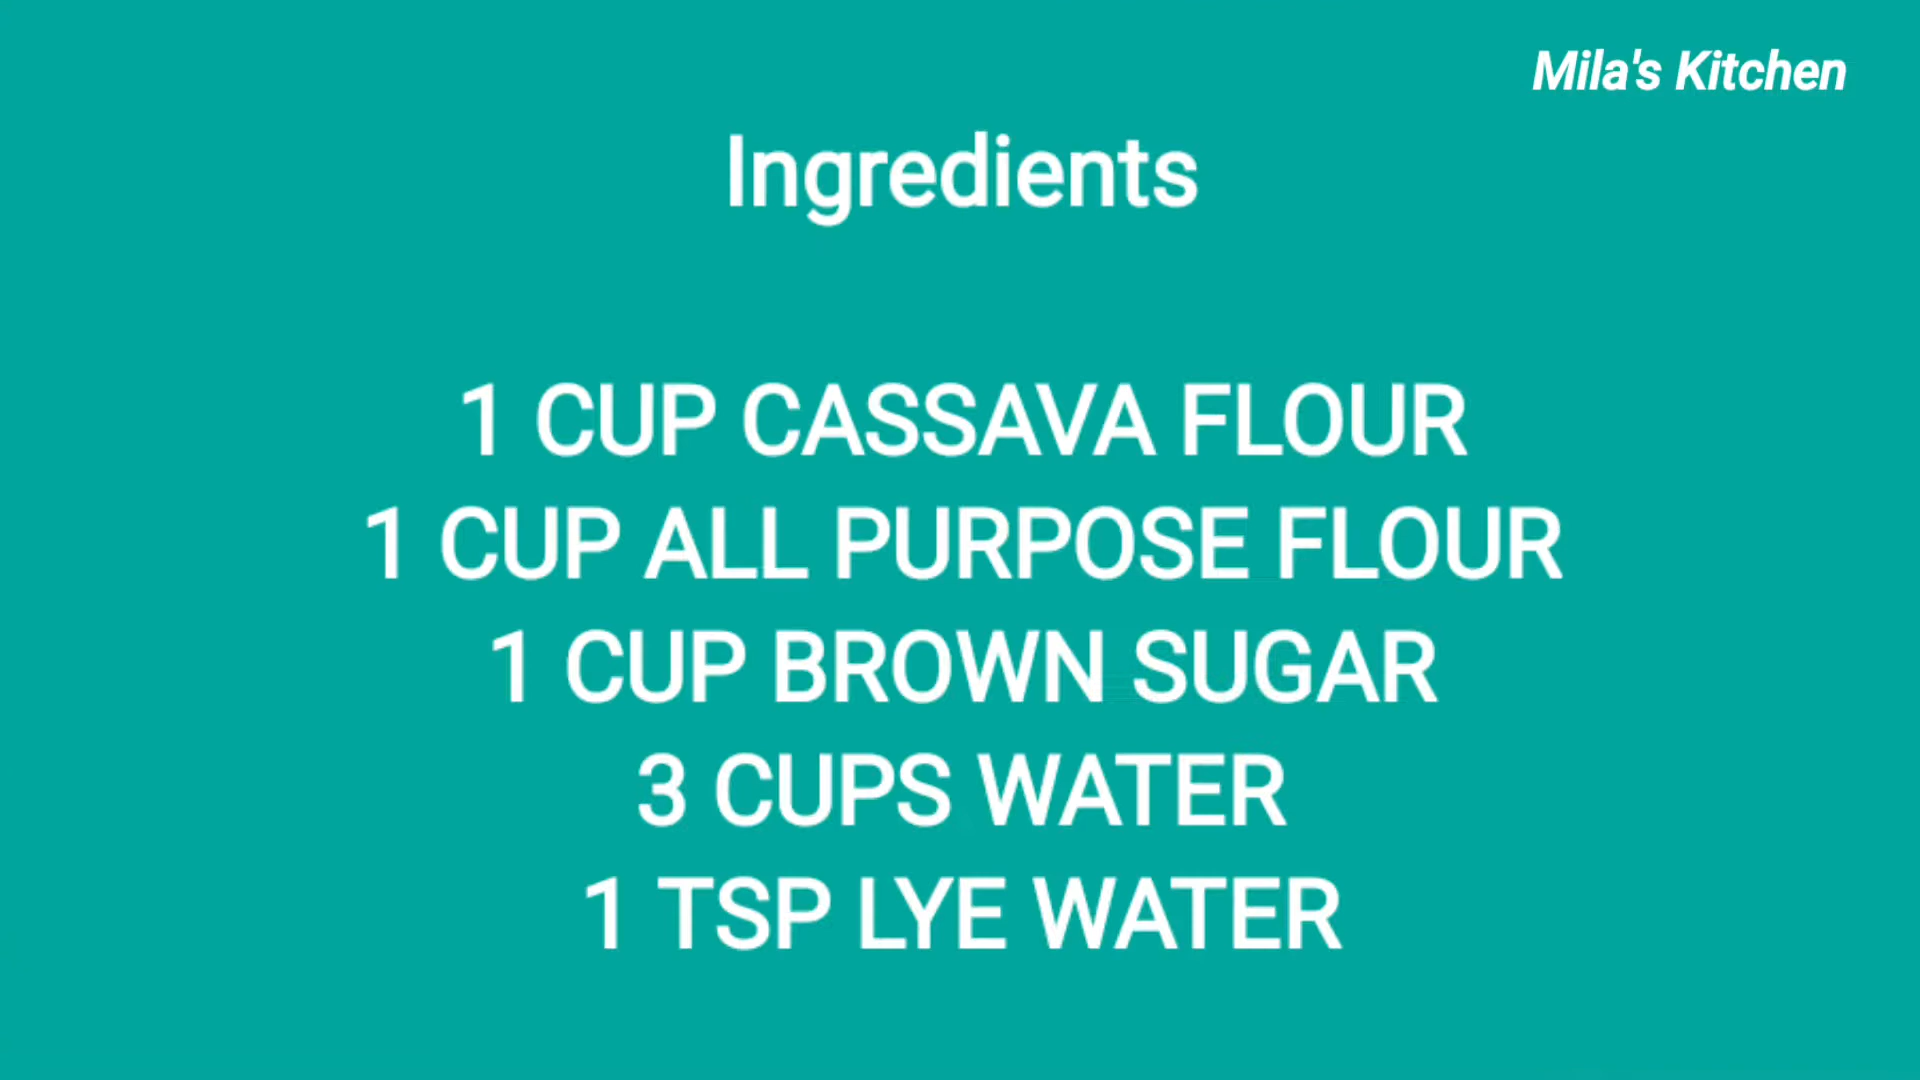 Mila's Kitchen
Ingredients
1 CUP CASSAVA FLOUR
1 CUP ALL PURPOSE FLOUR
1 CUP BROWN SUGAR
3 CUPS WATER
1 TSP LYE WATER